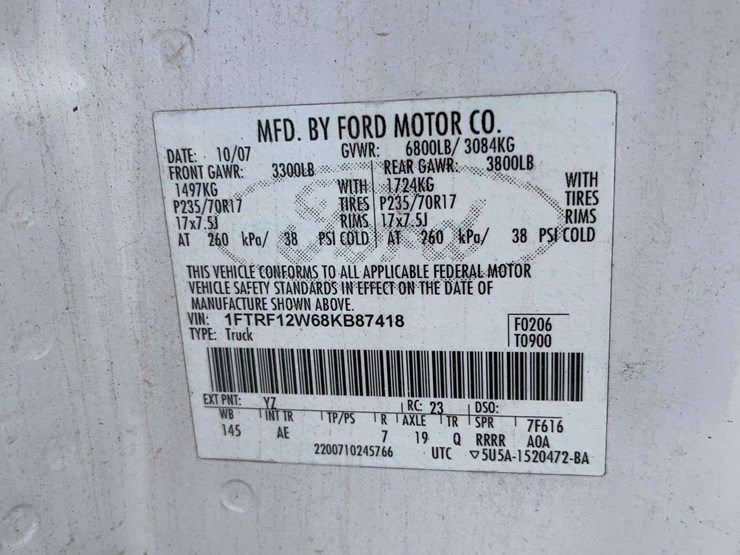 MFD. BY FORD MOTOR CO.
DATE: 10/07 GVWR: 6800LB/ 3084KG
FRONT GAWR: 3300LB REAR GAWR: 3800LB
1497KG WITH 1724KG WITH
P235/70R17 TIRES P235/70R17 TIRES
17x7.5J RIMS 17x7.5J RIMS
AT 260 kPa/ 38 PSI COLD AT 260 kPa/ 38 PSI COLD
THIS VEHICLE CONFORMS TO ALL APPLICABLE FEDERAL MOTOR
VEHICLE SAFETY STANDARDS IN EFFECT ON THE DATE OF
MANUFACTURE SHOWN ABOVE.
VIN: 1FTRF12W68KB87418 F0206
TYPE: Truck T0900
EXT PNT: YZ RC: 23 DSO:
WB INT TR TP/PS R AXLE TR SPR 7F616
145 AE 7 19 Q RRRR AOA
2200710245766 UTC ▽5U5A-1520472-BA
Ford